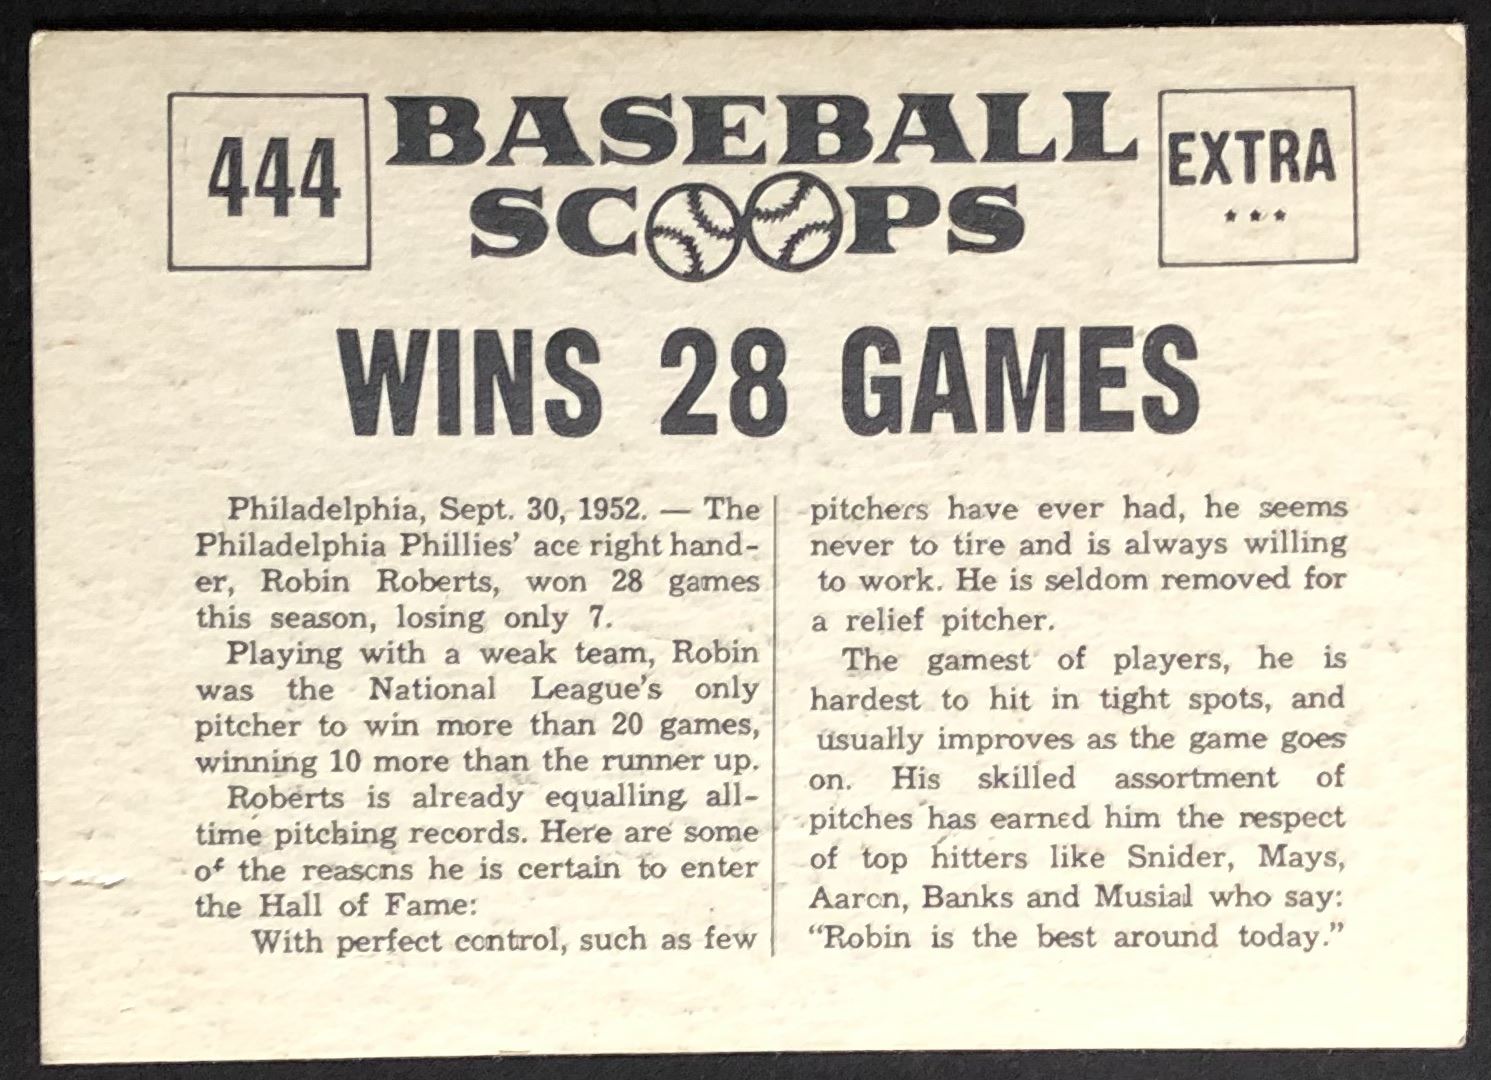 444
BASEBALL
SCOOPS
EXTRA
***
WINS 28 GAMES
Philadelphia, Sept. 30, 1952. — The
Philadelphia Phillies' ace right hand-
er, Robin Roberts, won 28 games
this season, losing only 7.
Playing with a weak team, Robin
was the National League's only
pitcher to win more than 20 games,
winning 10 more than the runner up.
Roberts is already equalling all-
time pitching records. Here are some
of the reasons he is certain to enter
the Hall of Fame:
With perfect control, such as few
pitchers have ever had, he seems
never to tire and is always willing
to work. He is seldom removed for
a relief pitcher.
The gamest of players, he is
hardest to hit in tight spots, and
usually improves as the game goes
on. His skilled assortment of
pitches has earned him the respect
of top hitters like Snider, Mays,
Aaron, Banks and Musial who say:
"Robin is the best around today."